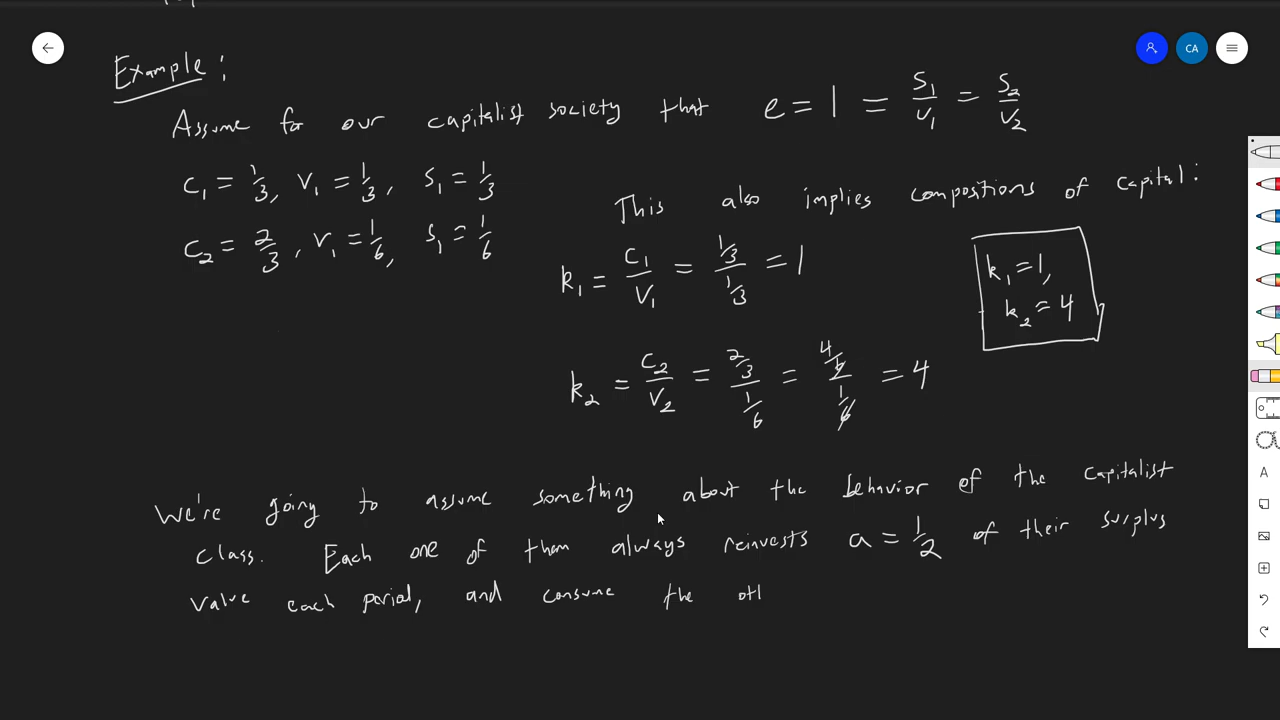 Example:
Assume for our capitalist society that e = 1 = S₁/V₁ = S₂/V₂
C₁ = 1/3, V₁ = 1/3, S₁ = 1/3
C₂ = 2/3, V₁ = 1/6, S₁ = 1/6
This also implies compositions of capital:
k₁ = C₁/V₁ = (1/3)/(1/3) = 1
k₁ = 1,
k₂ = 4
k₂ = C₂/V₂ = (2/3)/(1/6) = (4/6)/(1/6) = 4
We're going to assume something about the behavior of the capitalist
class. Each one of them always reinvests a = 1/2 of their surplus
value each period, and consume the oth
CA
A